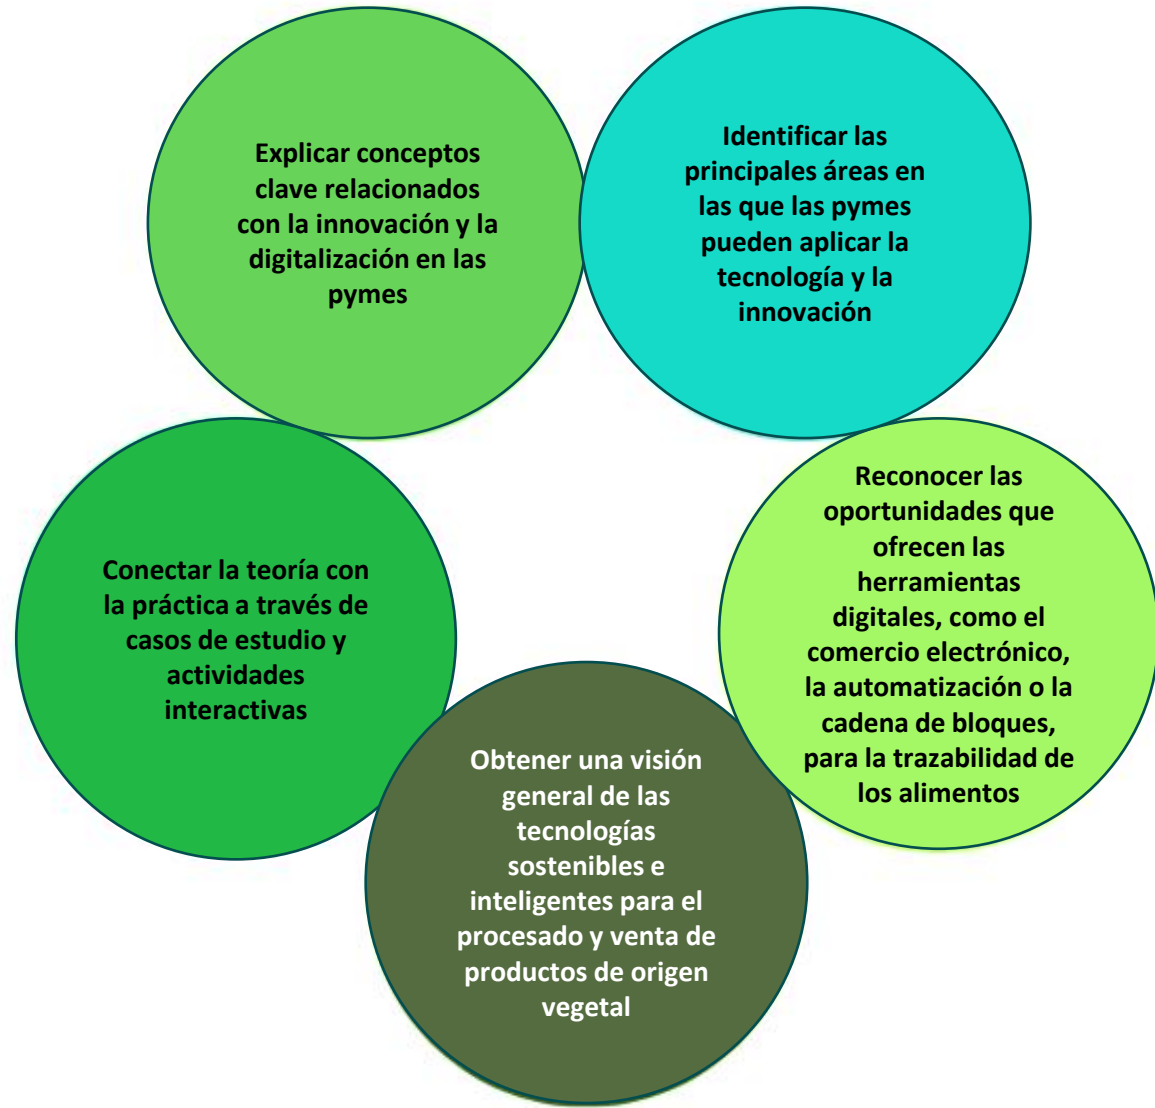 Explicar conceptos
clave relacionados
con la innovación y la
digitalización en las
pymes
Identificar las
principales áreas en
las que las pymes
pueden aplicar la
tecnología y la
innovación
Reconocer las
oportunidades que
ofrecen las
herramientas
digitales, como el
comercio electrónico,
la automatización o la
cadena de bloques,
para la trazabilidad de
los alimentos
Obtener una visión
general de las
tecnologías
sostenibles e
inteligentes para el
procesado y venta de
productos de origen
vegetal
Conectar la teoría con
la práctica a través de
casos de estudio y
actividades
interactivas